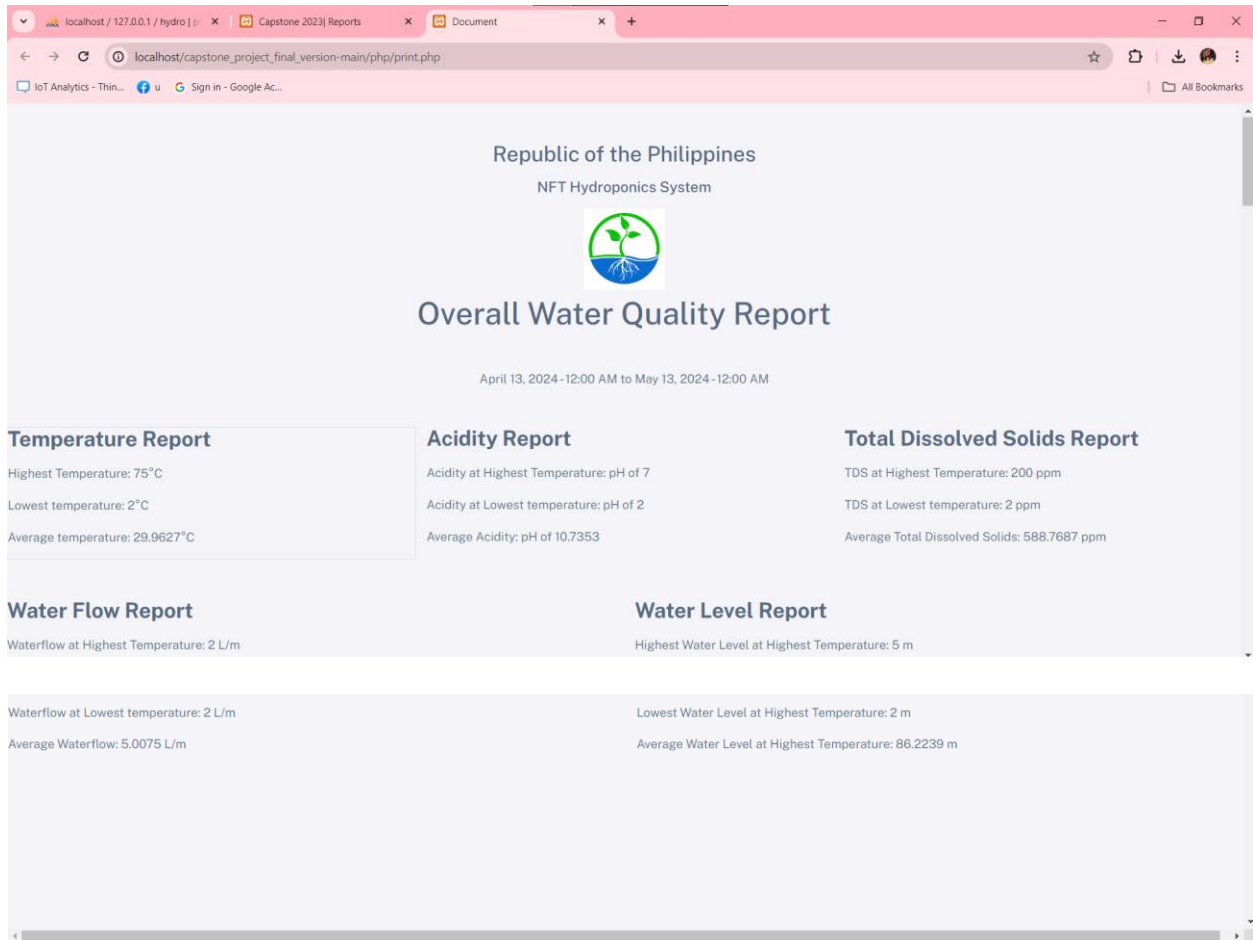 localhost / 127.0.0.1 / hydro | p
Capstone 2023| Reports
Document
localhost/capstone_project_final_version-main/php/print.php
IoT Analytics - Thin...
u
Sign in - Google Ac...
All Bookmarks
Republic of the Philippines
NFT Hydroponics System
Overall Water Quality Report
April 13, 2024-12:00 AM to May 13, 2024-12:00 AM
Temperature Report
Highest Temperature: 75°C
Lowest temperature: 2°C
Average temperature: 29.9627°C
Acidity Report
Acidity at Highest Temperature: pH of 7
Acidity at Lowest temperature: pH of 2
Average Acidity: pH of 10.7353
Total Dissolved Solids Report
TDS at Highest Temperature: 200 ppm
TDS at Lowest temperature: 2 ppm
Average Total Dissolved Solids: 588.7687 ppm
Water Flow Report
Waterflow at Highest Temperature: 2 L/m
Waterflow at Lowest temperature: 2 L/m
Average Waterflow: 5.0075 L/m
Water Level Report
Highest Water Level at Highest Temperature: 5 m
Lowest Water Level at Highest Temperature: 2 m
Average Water Level at Highest Temperature: 86.2239 m